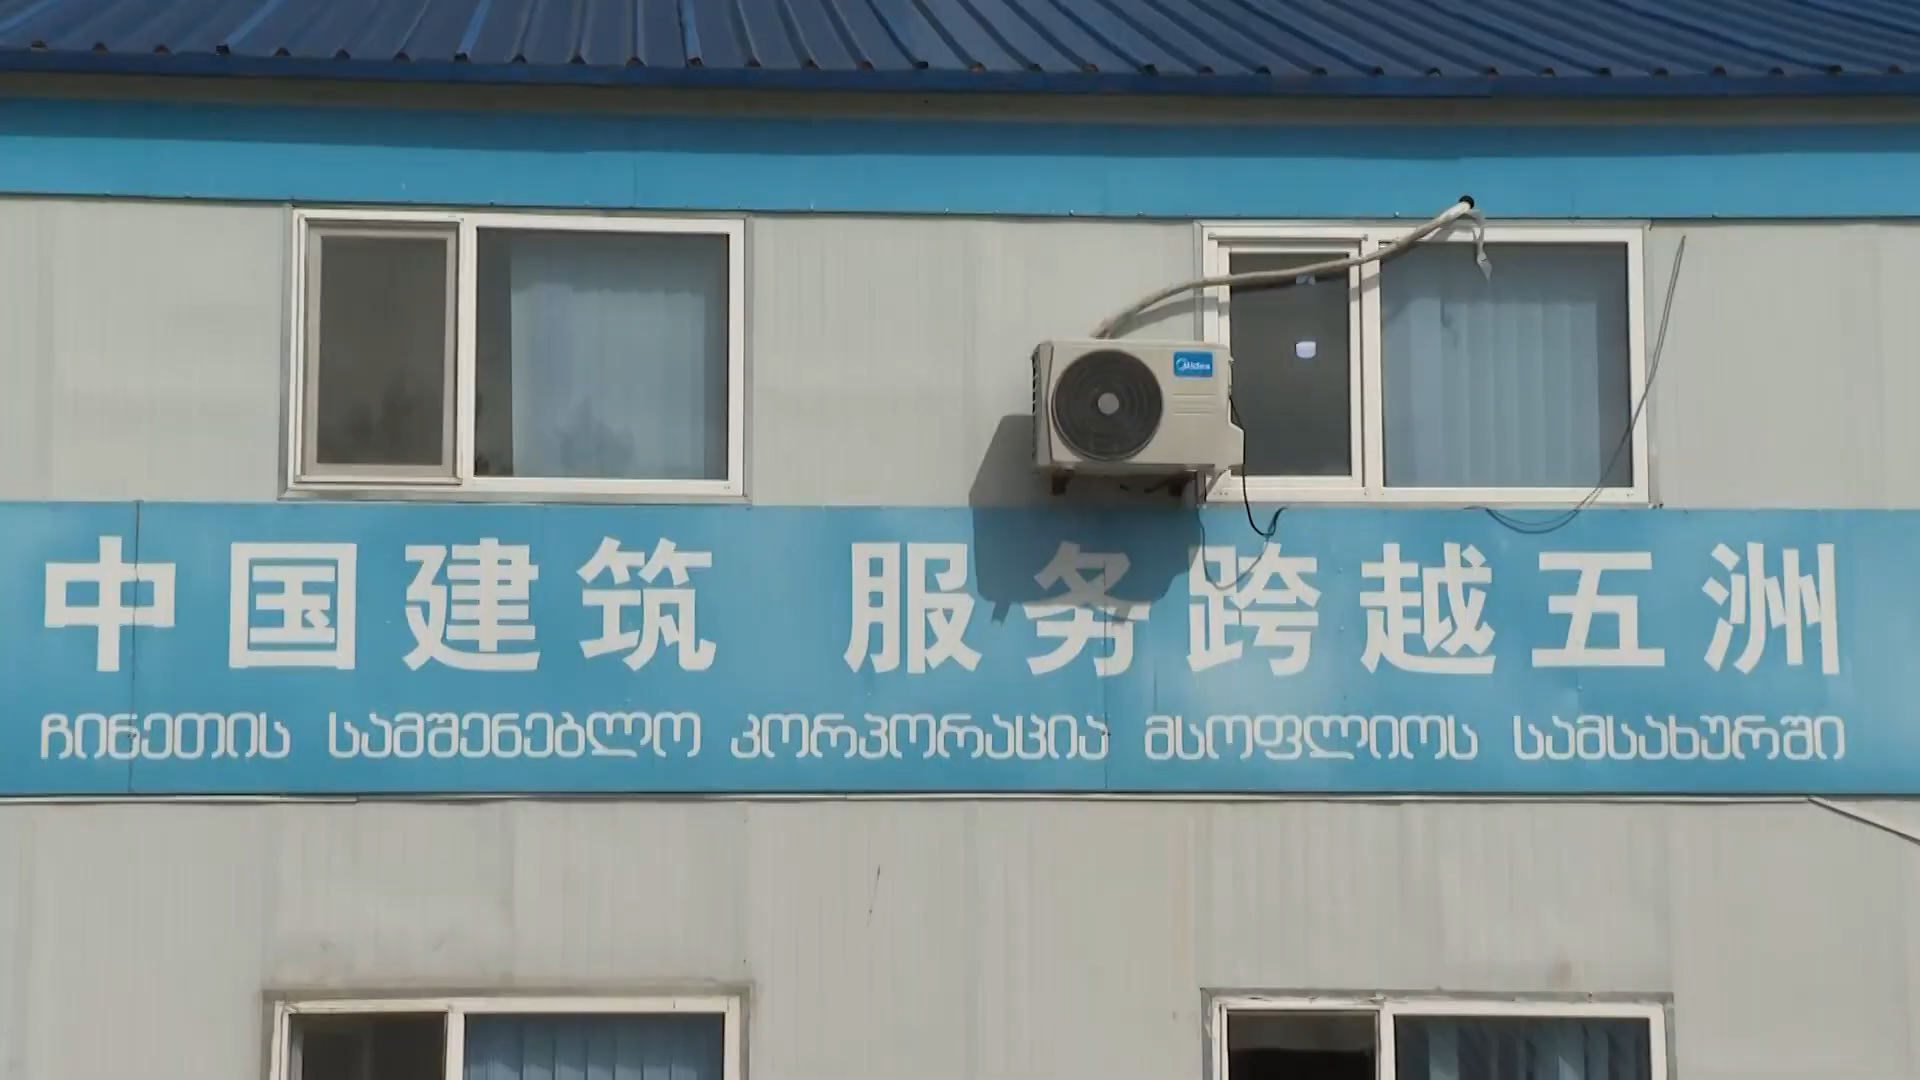 Midea
中国建筑 服务跨越五洲
ჩინეთის სამშენებლო კორპორაცია მსოფლიოს სამსახურში